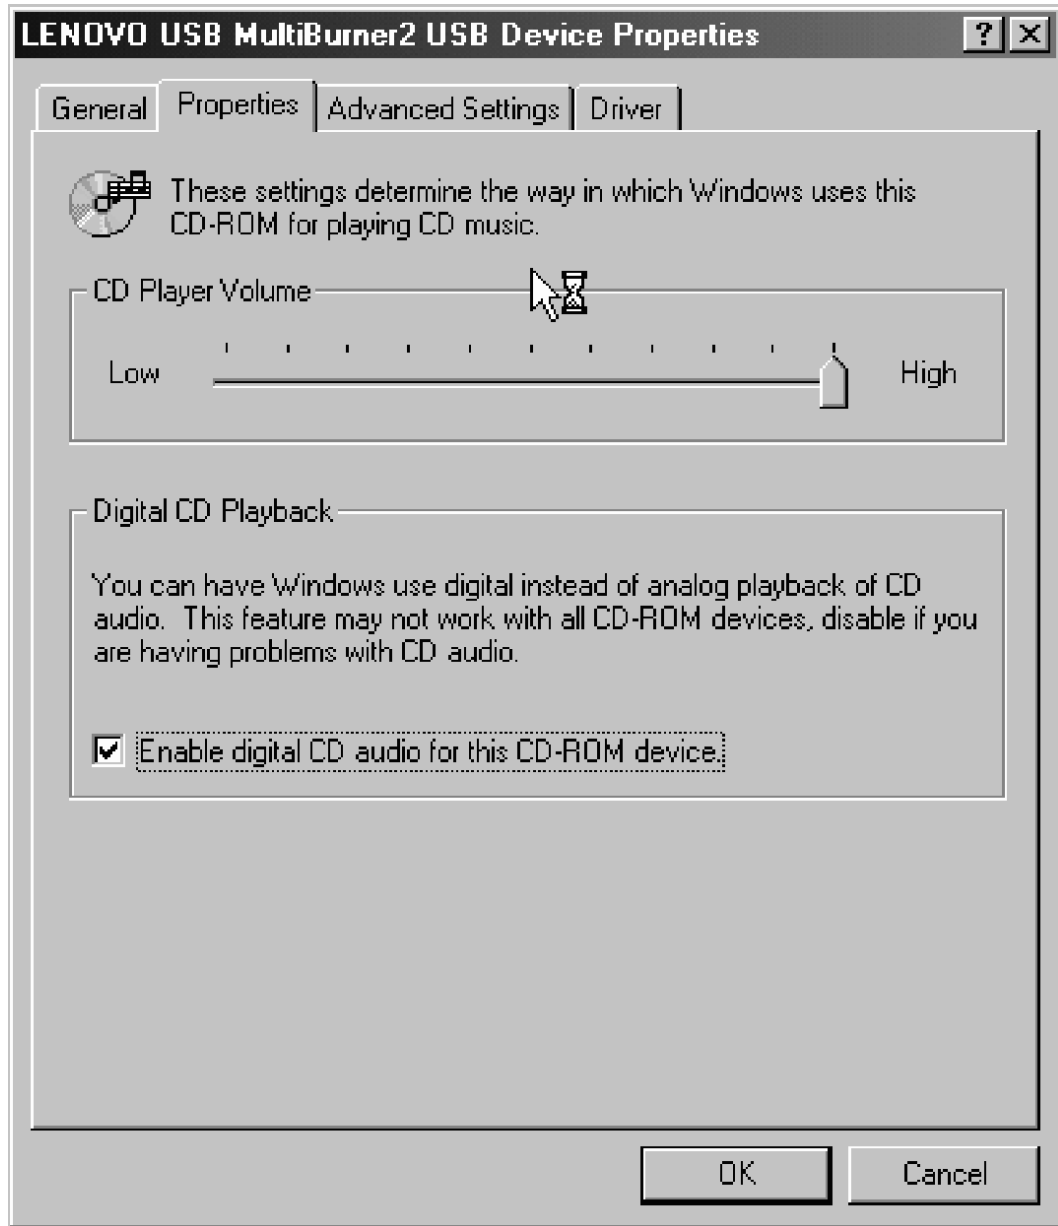 LENOVO USB MultiBurner2 USB Device Properties
General Properties Advanced Settings Driver
These settings determine the way in which Windows uses this
CD-ROM for playing CD music.
CD Player Volume
Low High
Digital CD Playback
You can have Windows use digital instead of analog playback of CD
audio.  This feature may not work with all CD-ROM devices, disable if you
are having problems with CD audio.
Enable digital CD audio for this CD-ROM device.
OK Cancel